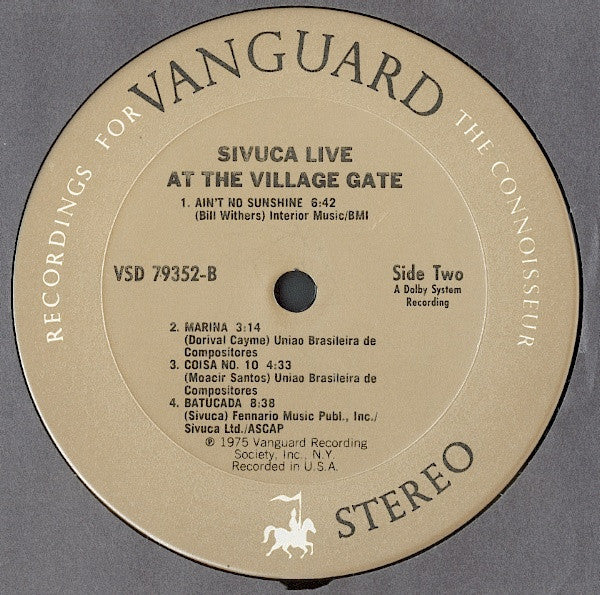 RECORDINGS FOR VANGUARD THE CONNOISSEUR
SIVUCA LIVE
AT THE VILLAGE GATE
1. AIN'T NO SUNSHINE 6:42
(Bill Withers) Interior Music/BMI
VSD 79352-B
Side Two
A Dolby System
Recording
2. MARINA 3:14
(Dorival Cayme) Uniao Brasileira de
Compositores
3. COISA NO. 10 4:33
(Moacir Santos) Uniao Brasileira de
Compositores
4. BATUCADA 8:38
(Sivuca) Fennario Music Publ., Inc./
Sivuca Ltd./ASCAP
℗ 1975 Vanguard Recording
Society, Inc., N.Y.
Recorded in U.S.A.
STEREO